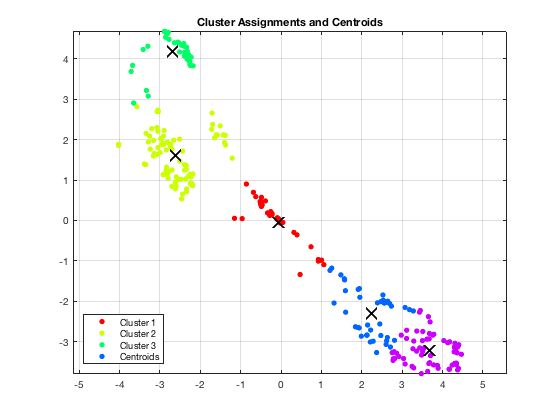 Cluster Assignments and Centroids
4
3
2
1
0
-1
-2
-3
Cluster 1
Cluster 2
Cluster 3
Centroids
-5 -4 -3 -2 -1 0 1 2 3 4 5